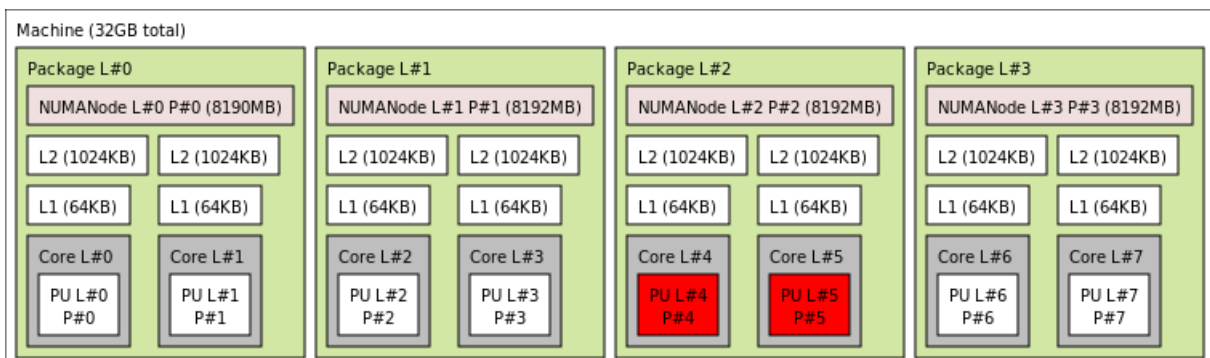 Machine (32GB total)
Package L#0
NUMANode L#0 P#0 (8190MB)
L2 (1024KB)
L2 (1024KB)
L1 (64KB)
L1 (64KB)
Core L#0
PU L#0
P#0
Core L#1
PU L#1
P#1
Package L#1
NUMANode L#1 P#1 (8192MB)
L2 (1024KB)
L2 (1024KB)
L1 (64KB)
L1 (64KB)
Core L#2
PU L#2
P#2
Core L#3
PU L#3
P#3
Package L#2
NUMANode L#2 P#2 (8192MB)
L2 (1024KB)
L2 (1024KB)
L1 (64KB)
L1 (64KB)
Core L#4
PU L#4
P#4
Core L#5
PU L#5
P#5
Package L#3
NUMANode L#3 P#3 (8192MB)
L2 (1024KB)
L2 (1024KB)
L1 (64KB)
L1 (64KB)
Core L#6
PU L#6
P#6
Core L#7
PU L#7
P#7